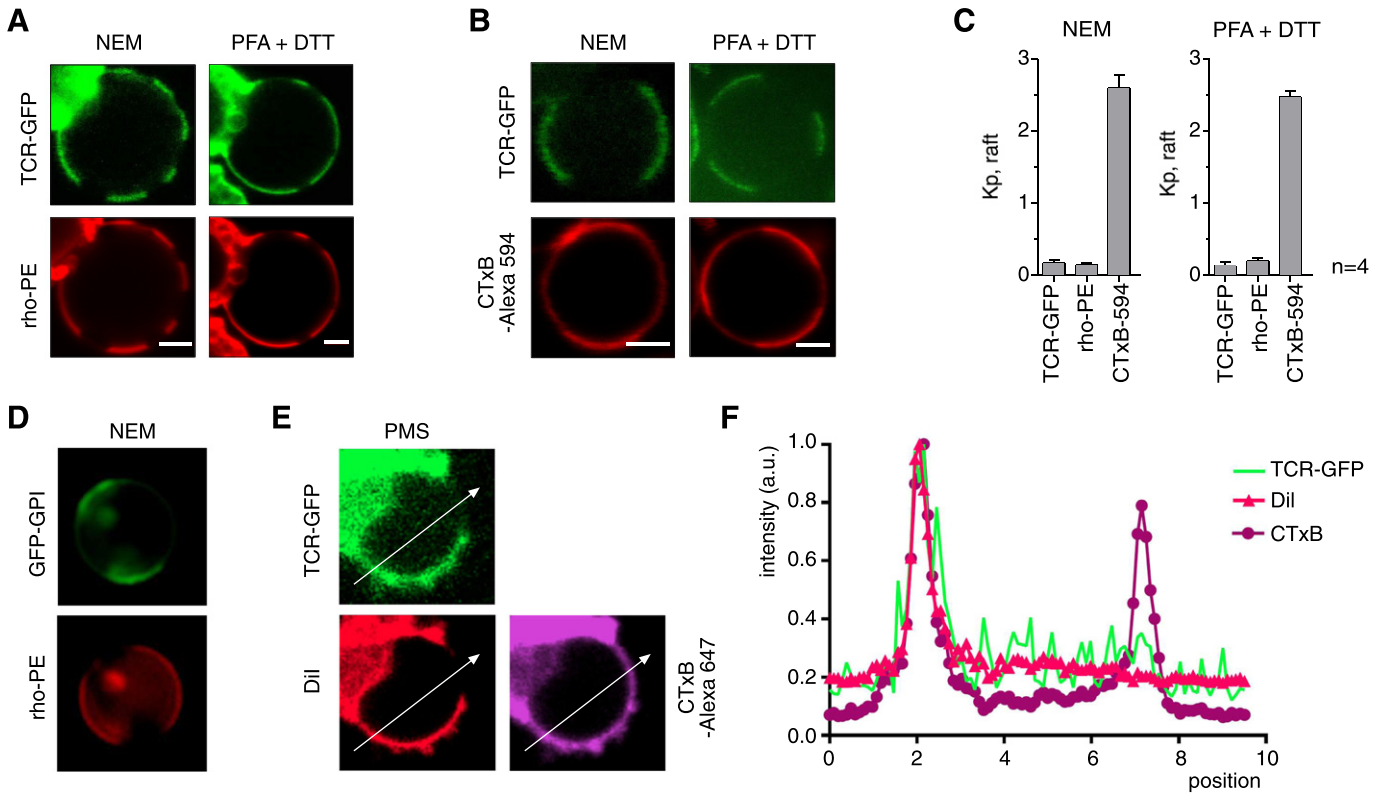 A
NEM
PFA + DTT
TCR-GFP
rho-PE
B
NEM
PFA + DTT
TCR-GFP
CTxB
-Alexa 594
C
NEM
PFA + DTT
Kp, raft
3
2
1
0
TCR-GFP
rho-PE
CTxB-594
Kp, raft
3
2
1
0
TCR-GFP
rho-PE
CTxB-594
n=4
D
NEM
GFP-GPI
rho-PE
E
PMS
TCR-GFP
DiI
CTxB
-Alexa 647
F
intensity (a.u.)
1.0
0.8
0.6
0.4
0.2
0.0
0
2
4
6
8
10
position
TCR-GFP
DiI
CTxB